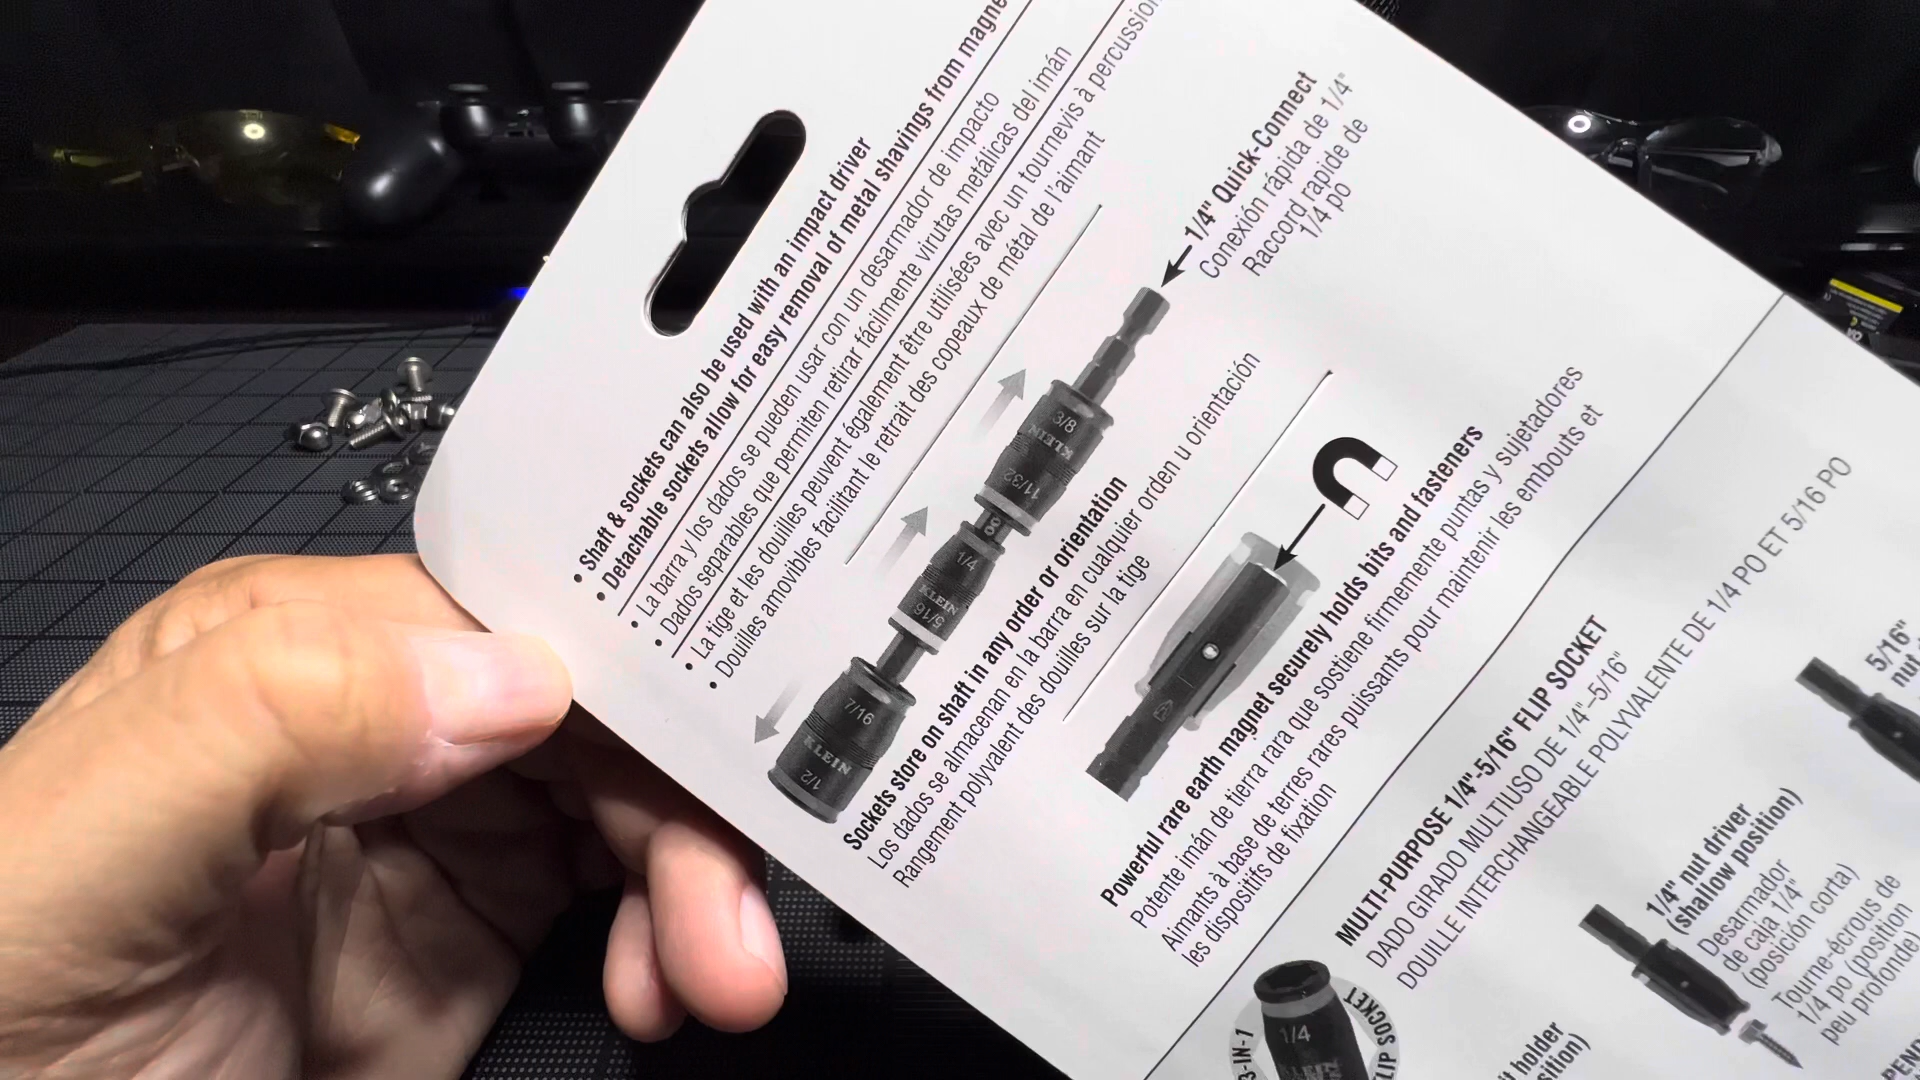 • Shaft & sockets can also be used with an impact driver
• Detachable sockets allow for easy removal of metal shavings from
• La barra y los dados se pueden usar con un desarmador de impacto
• Dados separables que permiten retirar fácilmente virutas metálicas del imán
• La tige et les douilles peuvent également être utilisées avec un tournevis à percussion
• Douilles amovibles facilitant le retrait des copeaux de métal de l'aimant
1/4" Quick-Connect
Conexión rápida de 1/4"
Raccord rapide de
1/4 po
3/8
KLEIN
11/32
1/4
KLEIN
5/16
7/16
KLEIN
1/2
Sockets store on shaft in any order or orientation
Los dados se almacenan en la barra en cualquier orden u orientación
Rangement polyvalent des douilles sur la tige
Powerful rare earth magnet securely holds bits and fasteners
Potente imán de tierra rara que sostiene firmemente puntas y sujetadores
Aimants à base de terres rares puissants pour maintenir les embouts et
les dispositifs de fixation
MULTI-PURPOSE 1/4"-5/16" FLIP SOCKET
DADO GIRADO MULTIUSO DE 1/4"–5/16"
DOUILLE INTERCHANGEABLE POLYVALENTE DE 1/4 PO ET 5/16 PO
3-IN-1
FLIP SOCKET
1/4
1/4" nut driver
(shallow position)
Desarmador
de caja 1/4"
(posición corta)
Tourne-écrous de
1/4 po (position
peu profonde)
5/16"
nut
holder